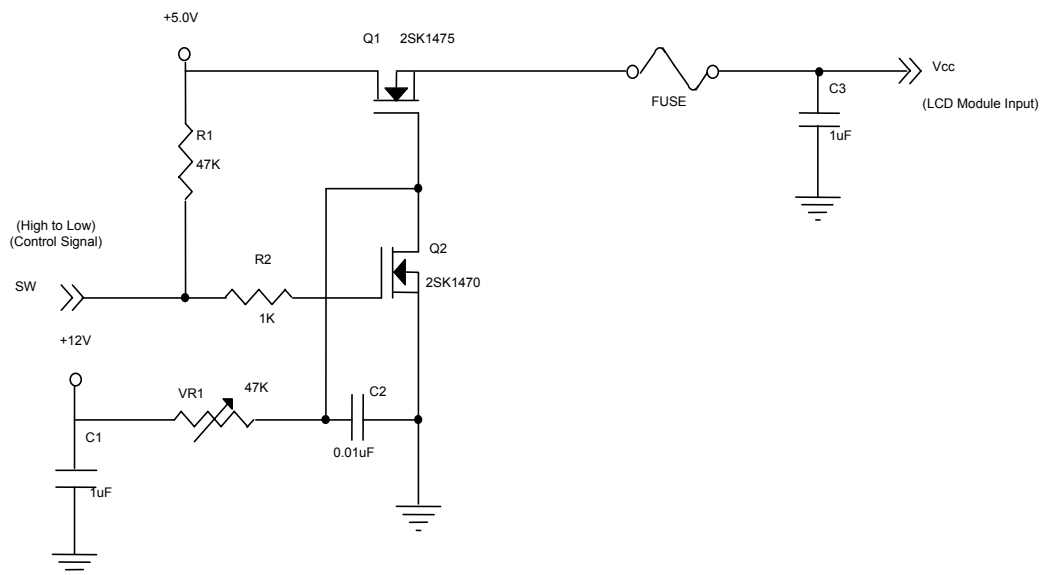 +5.0V
Q1 2SK1475
Vcc
(LCD Module Input)
FUSE
C3
1uF
R1
47K
(High to Low)
(Control Signal)
SW
R2
1K
Q2
2SK1470
+12V
VR1
47K
C2
0.01uF
C1
1uF